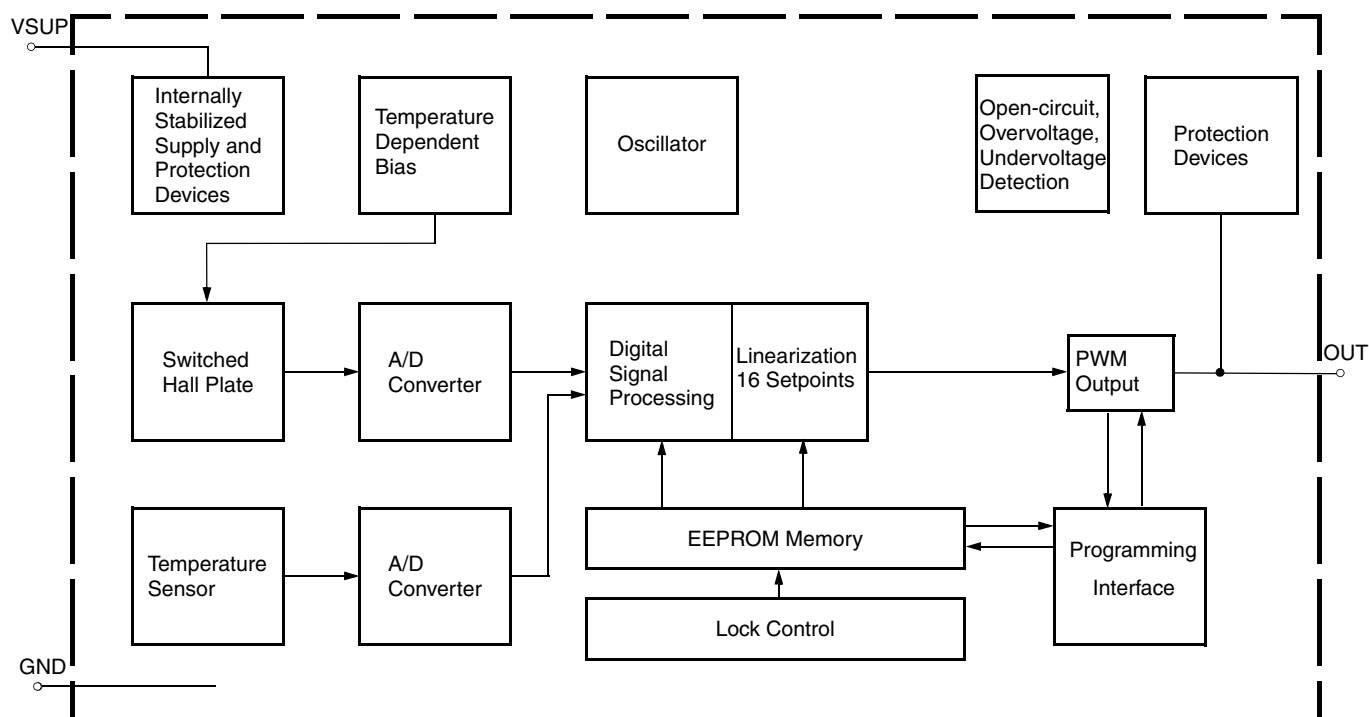 VSUP
Internally
Stabilized
Supply and
Protection
Devices
Temperature
Dependent
Bias
Oscillator
Open-circuit,
Overvoltage,
Undervoltage
Detection
Protection
Devices
Switched
Hall Plate
A/D
Converter
Digital
Signal
Processing
Linearization
16 Setpoints
PWM
Output
OUT
Temperature
Sensor
A/D
Converter
EEPROM Memory
Lock Control
Programming
Interface
GND